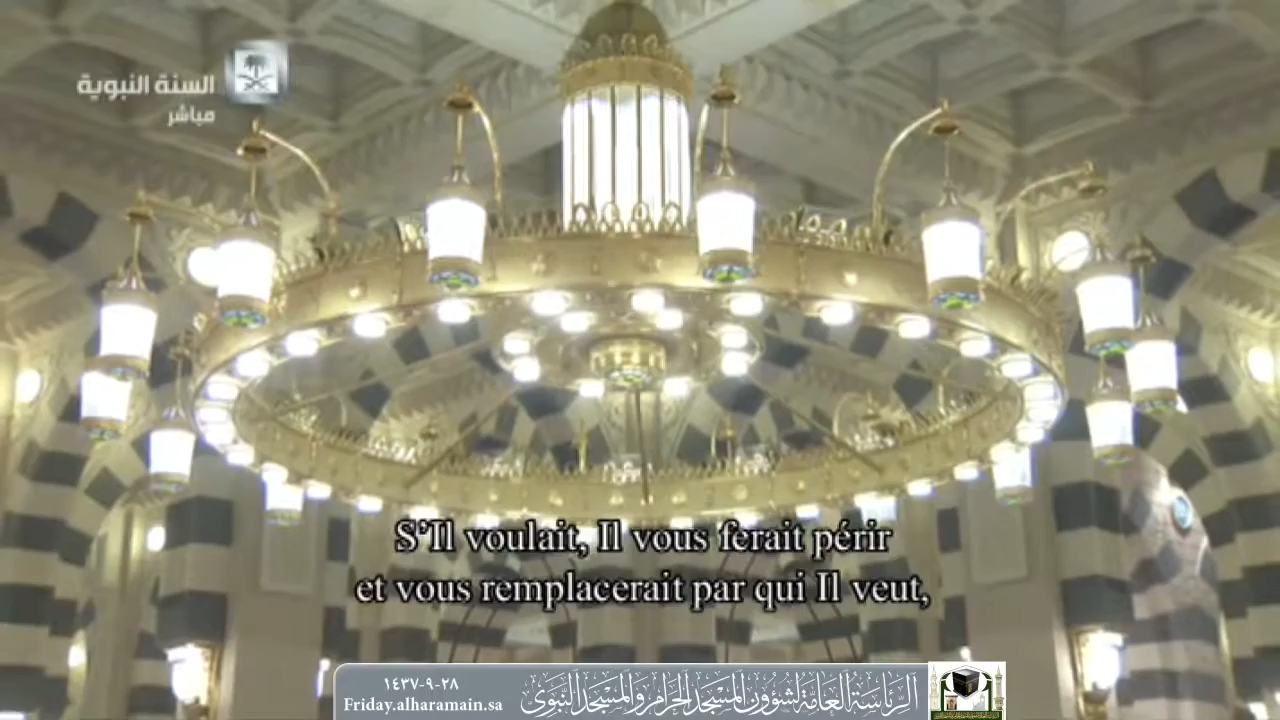 السنة النبوية
مباشر
S'Il voulait, Il vous ferait périr
et vous remplacerait par qui Il veut,
١٤٣٧-٩-٢٨
الرئاسة العامة لشؤون المسجد الحرام والمسجد النبوي
Friday.alharamain.sa